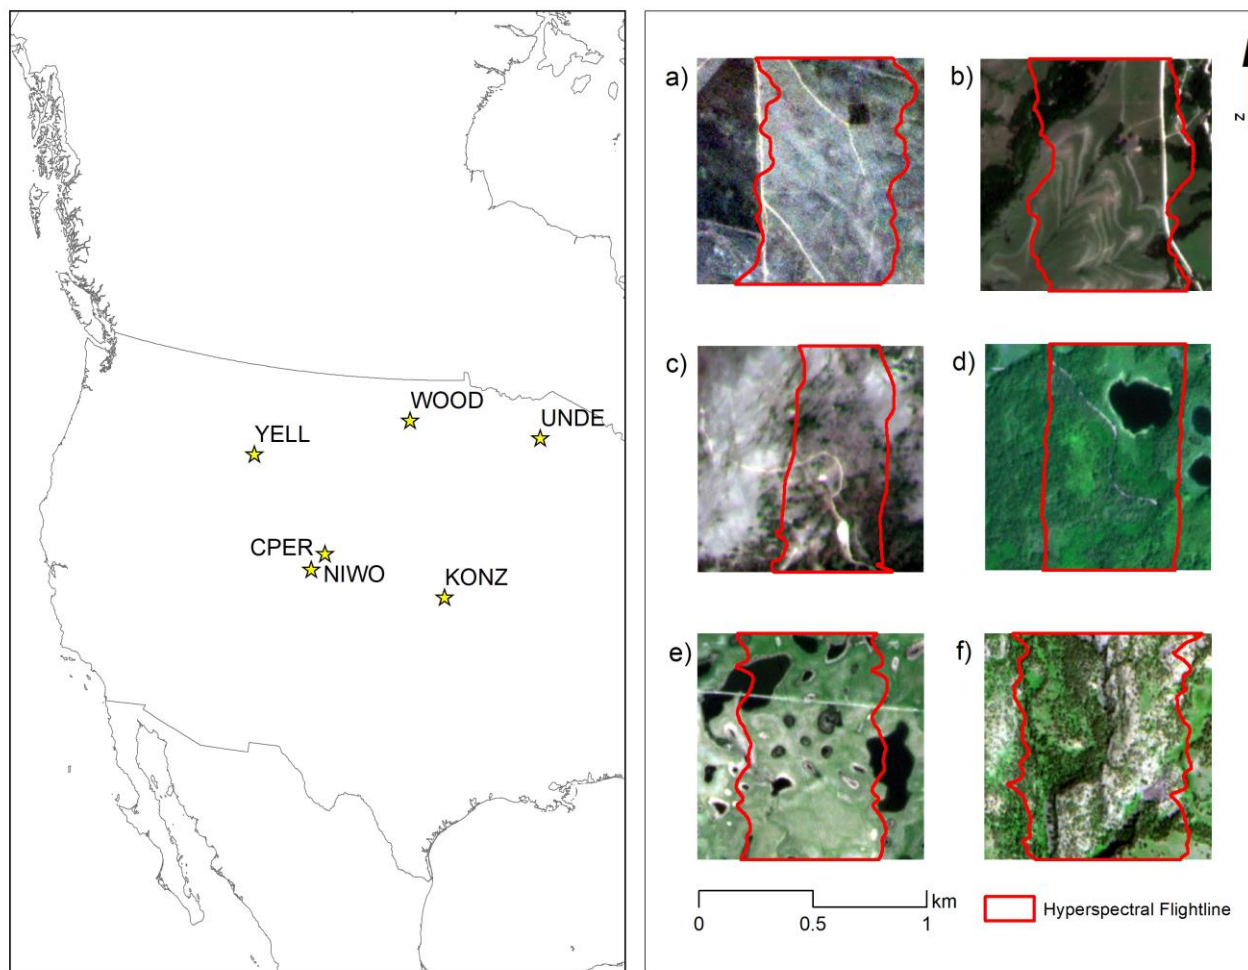 WOOD
UNDE
YELL
CPER
NIWO
KONZ
a)
b)
z
c)
d)
e)
f)
km
0
0.5
1
Hyperspectral Flightline